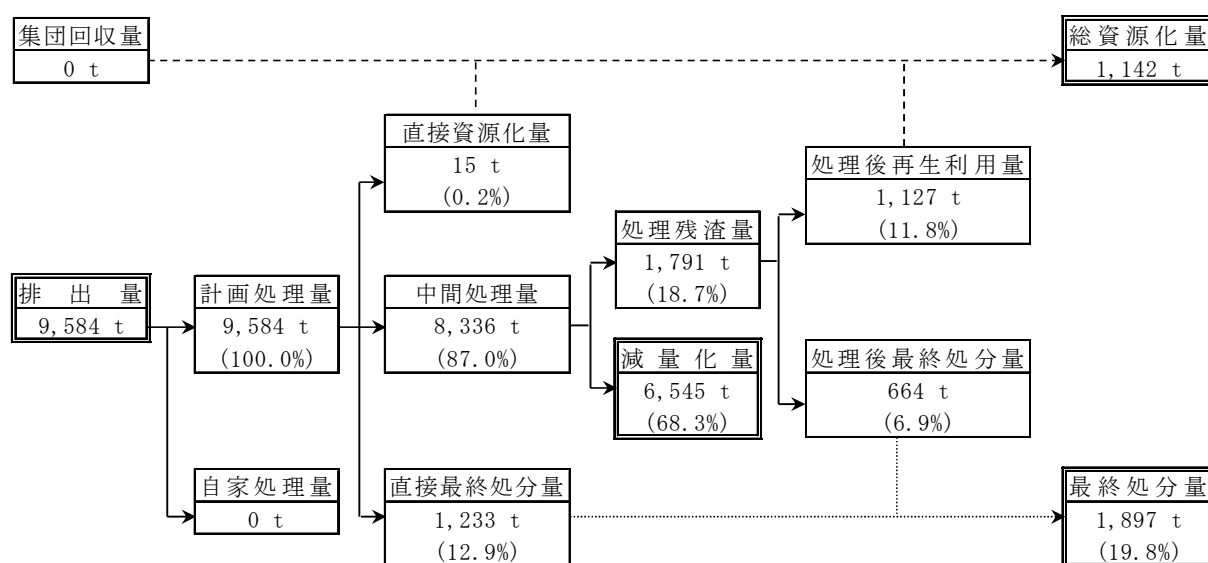 集団回収量
0 t
総資源化量
1,142 t
直接資源化量
15 t
(0.2%)
処理後再生利用量
1,127 t
(11.8%)
処理残渣量
1,791 t
(18.7%)
排出量
9,584 t
計画処理量
9,584 t
(100.0%)
中間処理量
8,336 t
(87.0%)
減量化量
6,545 t
(68.3%)
処理後最終処分量
664 t
(6.9%)
自家処理量
0 t
直接最終処分量
1,233 t
(12.9%)
最終処分量
1,897 t
(19.8%)